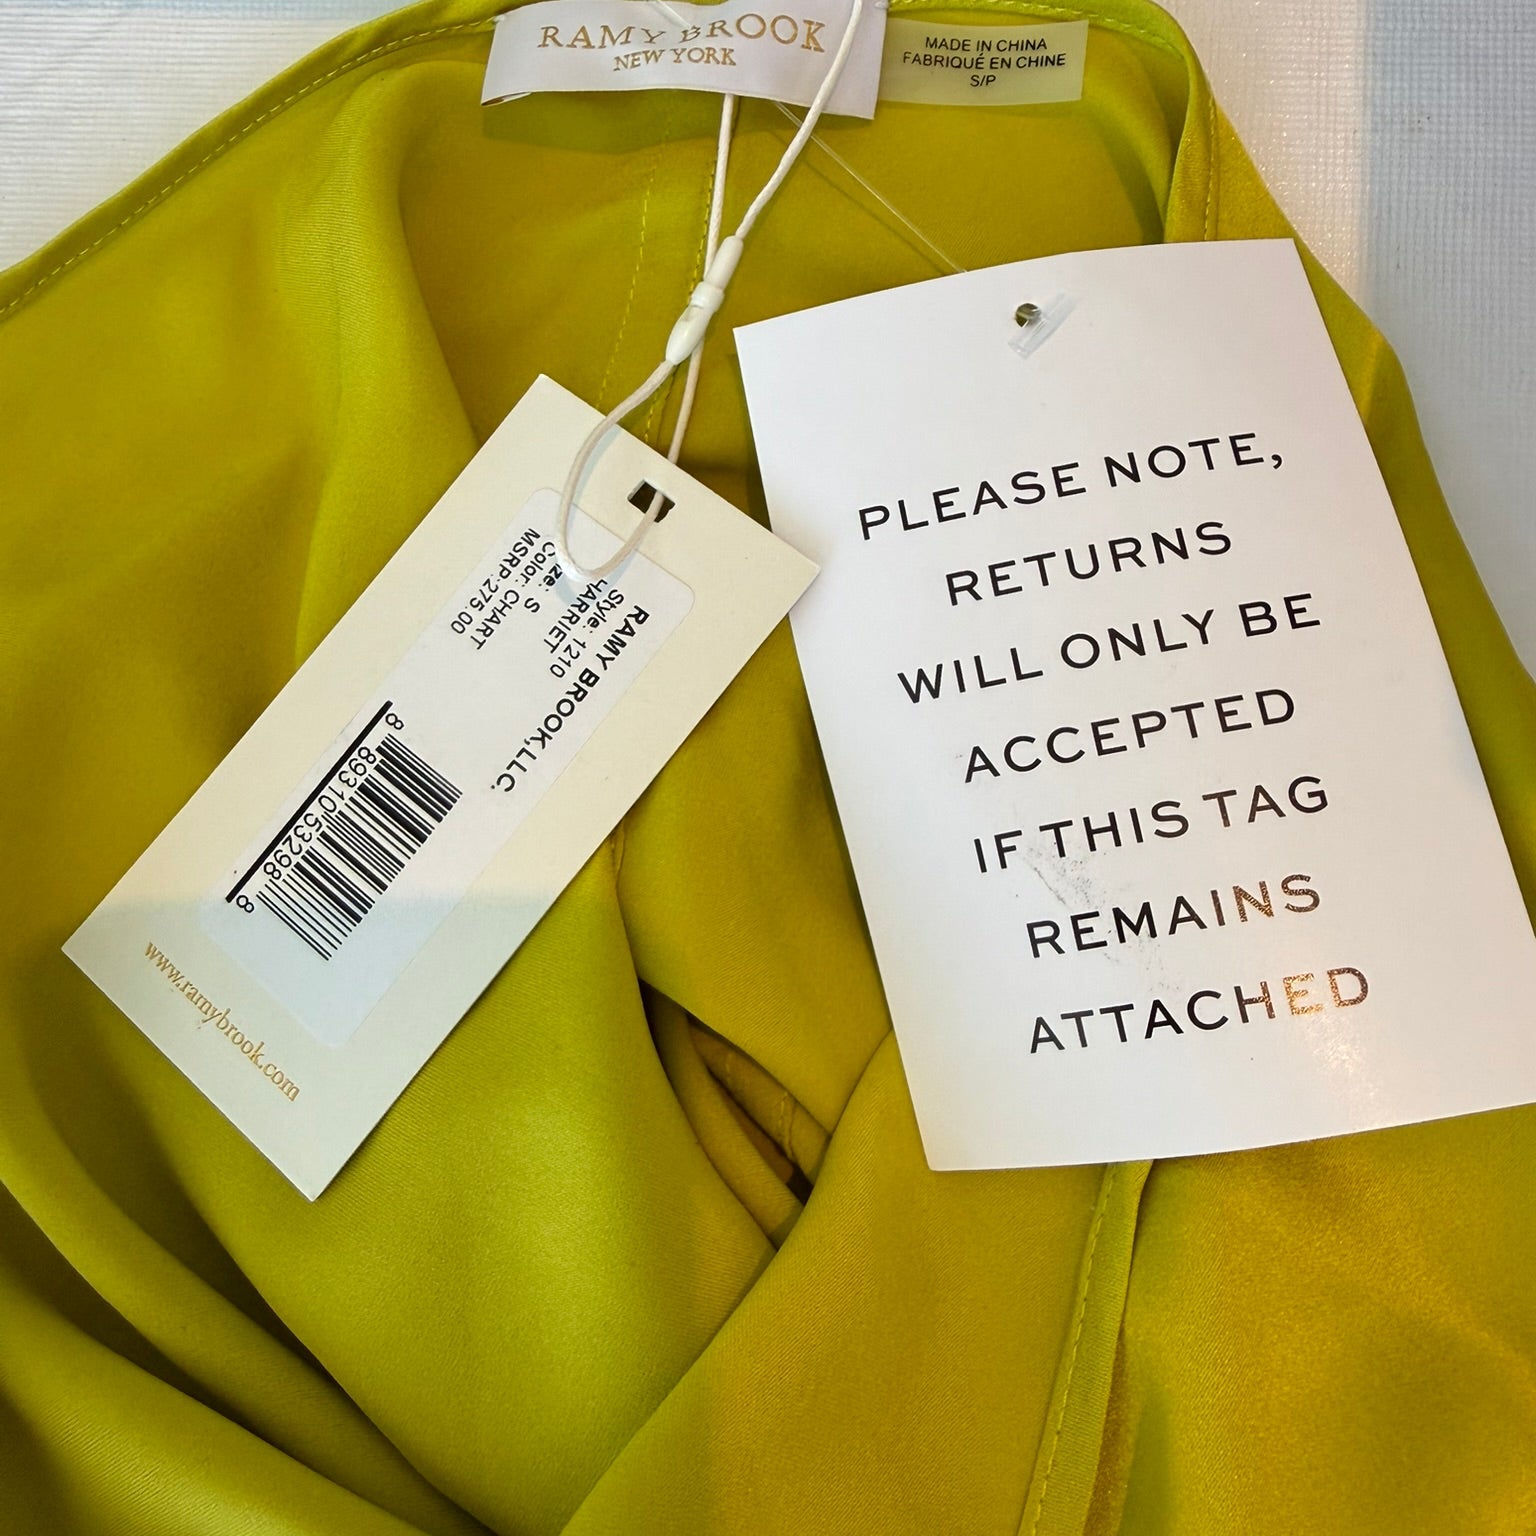 RAMY BROOK
NEW YORK
MADE IN CHINA
FABRIQUÉ EN CHINE
S/P
RAMY BROOK,LLC.
Style: 1210
HARRIET
S
Color: CHART
MSRP:275.00
8 89310 53298 8
www.ramybrook.com
PLEASE NOTE,
RETURNS
WILL ONLY BE
ACCEPTED
IF THIS TAG
REMAINS
ATTACHED